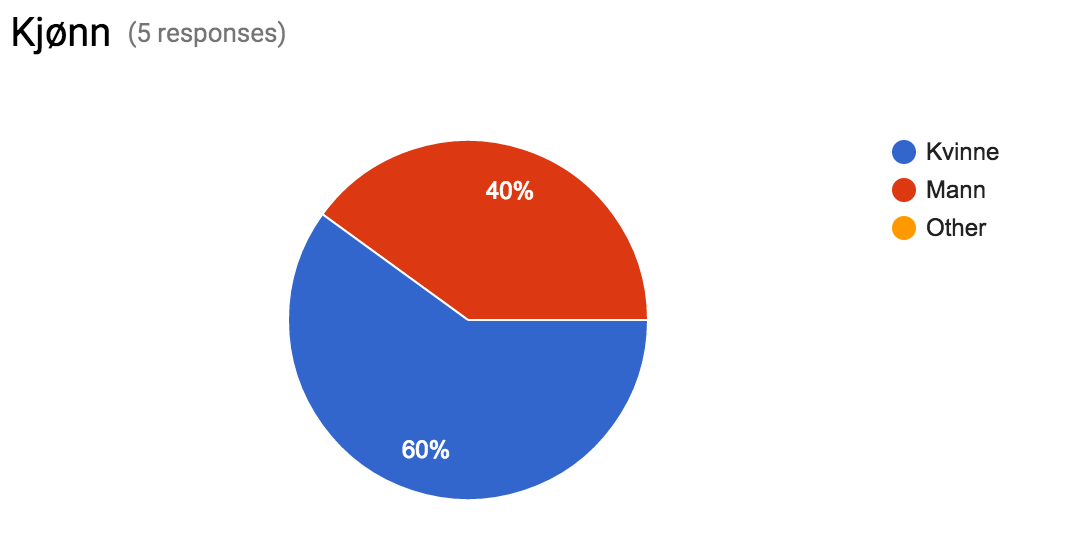 Kjønn (5 responses)
40%
60%
Kvinne
Mann
Other